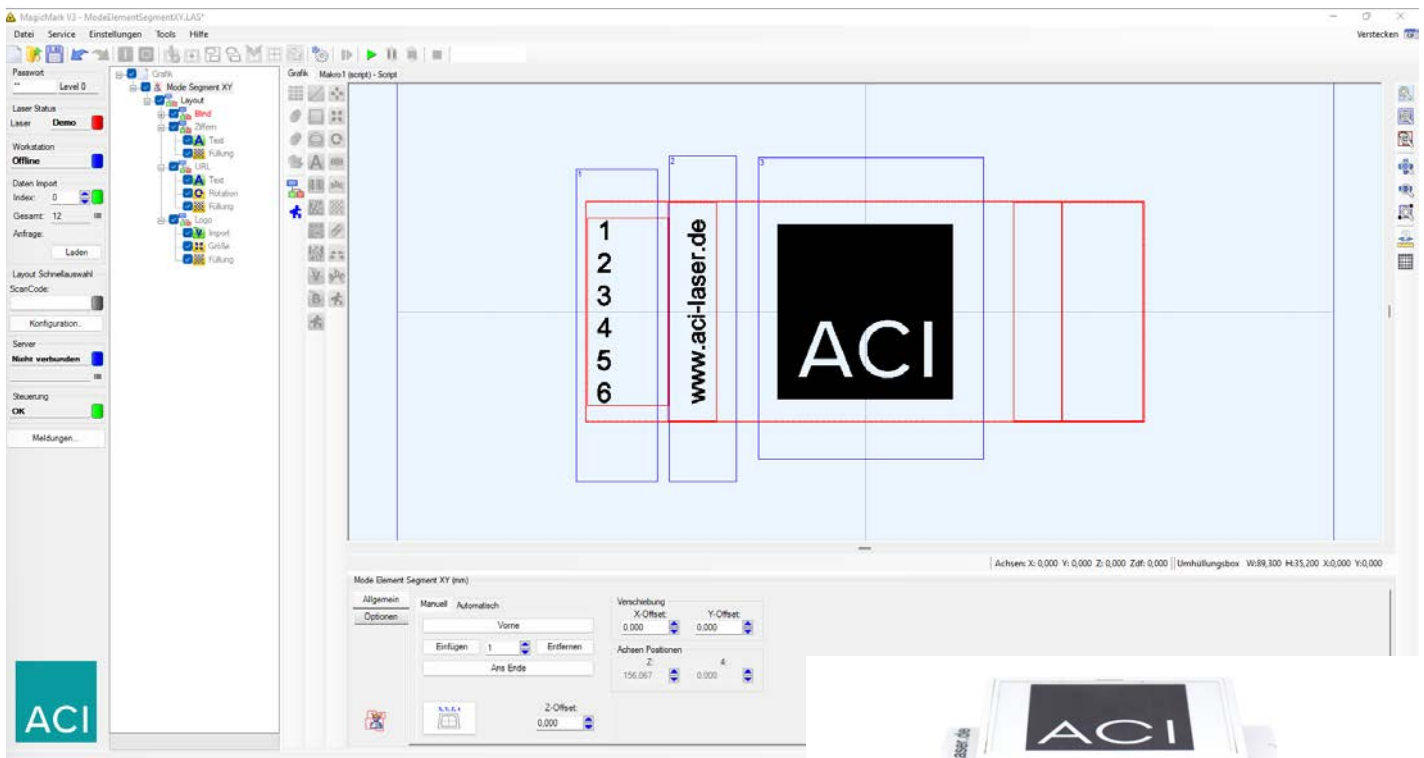 MagicMark V3 - ModeElementSegmentXY.LAS*
Datei Service Einstellungen Tools Hilfe
Verstecken
Passwort
** Level 0
Laser Status
Laser Demo
Workstation
Offline
Daten Import
Index: 0
Gesamt: 12
Anfrage:
Laden
Layout Schnellauswahl
ScanCode:
Konfiguration..
Server
Nicht verbunden
Steuerung
OK
Meldungen...
ACI
Grafik
Mode Segment XY
Layout
Blind
Ziffern
Text
Füllung
URL
Text
Rotation
Füllung
Logo
Import
Größe
Füllung
Grafik Makro1 (script) - Script
1
2
3
1
2
3
4
5
6
www.aci-laser.de
ACI
Achsen: X: 0,000 Y: 0,000 Z: 0,000 Zdf: 0,000 Umhüllungsbox W:89,300 H:35,200 X:0,000 Y:0,000
Mode Element Segment XY (mm)
Allgemein
Optionen
Manuell Automatisch
Vorne
Einfügen 1 Entfernen
Ans Ende
Z-Offset:
0,000
Verschiebung
X-Offset: Y-Offset:
0,000 0,000
Achsen Positionen
Z: 4:
156,067 0,000
aser.de
ACI